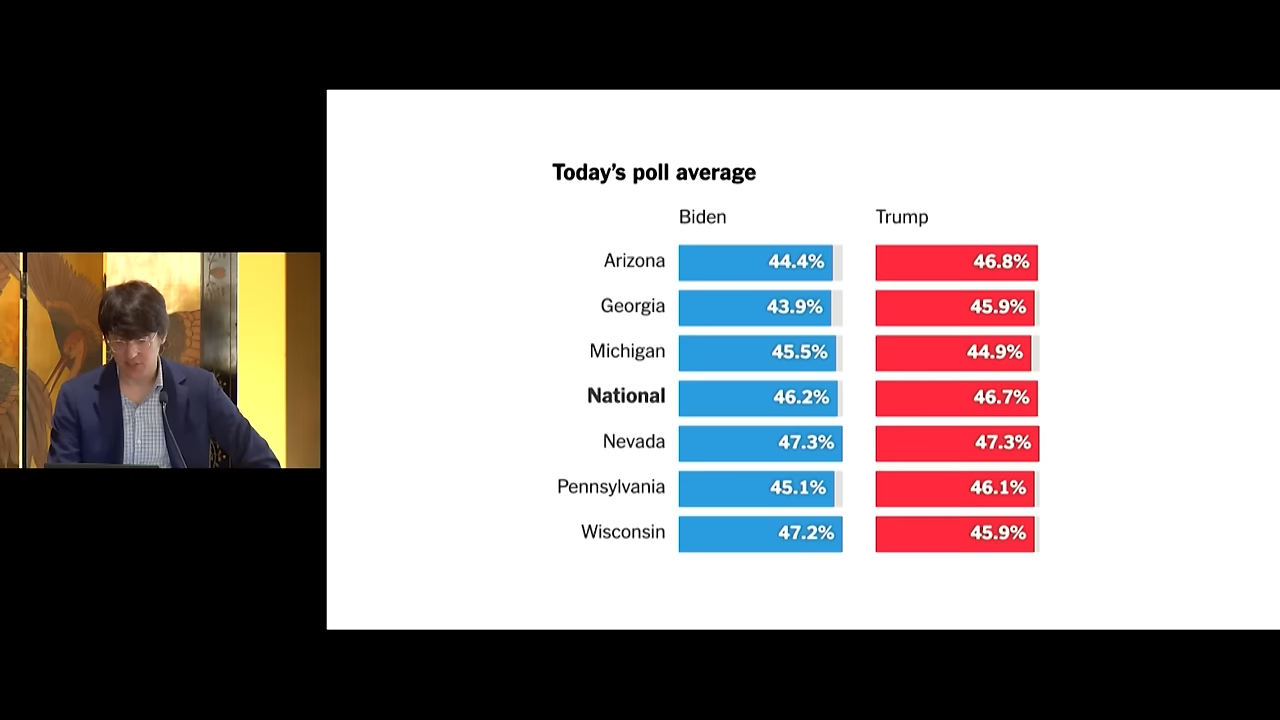 Today's poll average
Biden Trump
Arizona 44.4% 46.8%
Georgia 43.9% 45.9%
Michigan 45.5% 44.9%
National 46.2% 46.7%
Nevada 47.3% 47.3%
Pennsylvania 45.1% 46.1%
Wisconsin 47.2% 45.9%